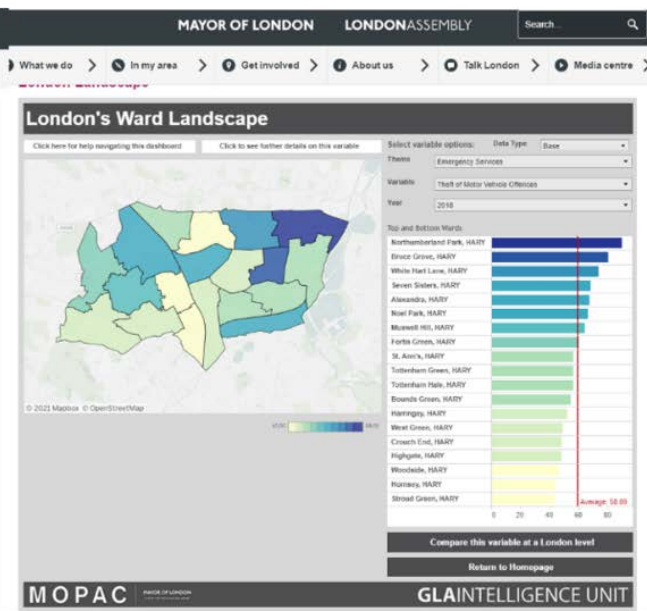 MAYOR OF LONDON LONDONASSEMBLY Search...
What we do In my area Get involved About us Talk London Media centre
London Landscape
London's Ward Landscape
Click here for help navigating this dashboard Click to see further details on this variable
Select variable options: Data Type Base
Theme Emergency Services
Variable Theft of Motor Vehicle Offences
Year 2018
Top and Bottom Wards
Northumberland Park, HARY
Bruce Grove, HARY
White Hart Lane, HARY
Seven Sisters, HARY
Alexandra, HARY
Noel Park, HARY
Muswell Hill, HARY
Fortis Green, HARY
St. Ann's, HARY
Tottenham Green, HARY
Tottenham Hale, HARY
Bounds Green, HARY
Harringay, HARY
West Green, HARY
Crouch End, HARY
Highgate, HARY
Woodside, HARY
Hornsey, HARY
Stroud Green, HARY
© 2021 Mapbox © OpenStreetMap
0 20 40 60 80
Compare this variable at a London level
Return to Homepage
MOPAC MAYOR OF LONDON
GLAINTELLIGENCE UNIT